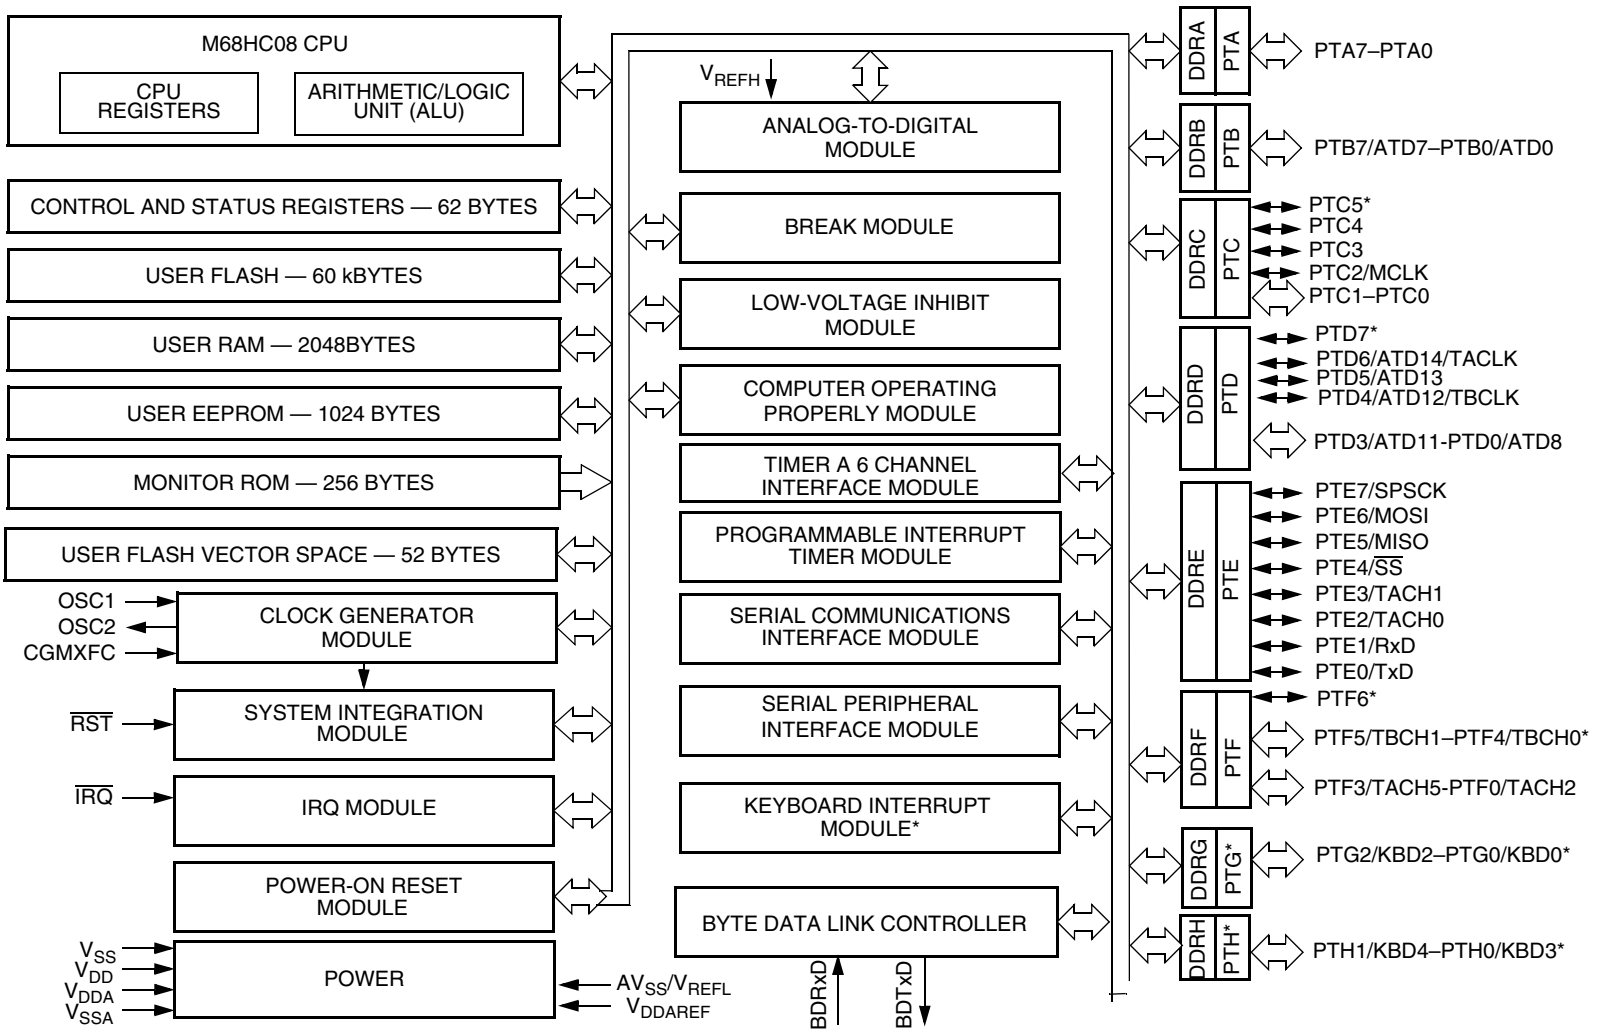 M68HC08 CPU
CPU
REGISTERS
ARITHMETIC/LOGIC
UNIT (ALU)
CONTROL AND STATUS REGISTERS — 62 BYTES
USER FLASH — 60 kBYTES
USER RAM — 2048BYTES
USER EEPROM — 1024 BYTES
MONITOR ROM — 256 BYTES
USER FLASH VECTOR SPACE — 52 BYTES
OSC1
OSC2
CGMXFC
CLOCK GENERATOR
MODULE
RST
SYSTEM INTEGRATION
MODULE
IRQ
IRQ MODULE
POWER-ON RESET
MODULE
VSS
VDD
VDDA
VSSA
POWER
AVSS/VREFL
VDDAREF
VREFH
ANALOG-TO-DIGITAL
MODULE
BREAK MODULE
LOW-VOLTAGE INHIBIT
MODULE
COMPUTER OPERATING
PROPERLY MODULE
TIMER A 6 CHANNEL
INTERFACE MODULE
PROGRAMMABLE INTERRUPT
TIMER MODULE
SERIAL COMMUNICATIONS
INTERFACE MODULE
SERIAL PERIPHERAL
INTERFACE MODULE
KEYBOARD INTERRUPT
MODULE*
BYTE DATA LINK CONTROLLER
BDRxD
BDTxD
DDRA
PTA
PTA7–PTA0
DDRB
PTB
PTB7/ATD7–PTB0/ATD0
DDRC
PTC
PTC5*
PTC4
PTC3
PTC2/MCLK
PTC1–PTC0
DDRD
PTD
PTD7*
PTD6/ATD14/TACLK
PTD5/ATD13
PTD4/ATD12/TBCLK
PTD3/ATD11-PTD0/ATD8
DDRE
PTE
PTE7/SPSCK
PTE6/MOSI
PTE5/MISO
PTE4/SS
PTE3/TACH1
PTE2/TACH0
PTE1/RxD
PTE0/TxD
DDRF
PTF
PTF6*
PTF5/TBCH1–PTF4/TBCH0*
PTF3/TACH5-PTF0/TACH2
DDRG
PTG*
PTG2/KBD2–PTG0/KBD0*
DDRH
PTH*
PTH1/KBD4–PTH0/KBD3*